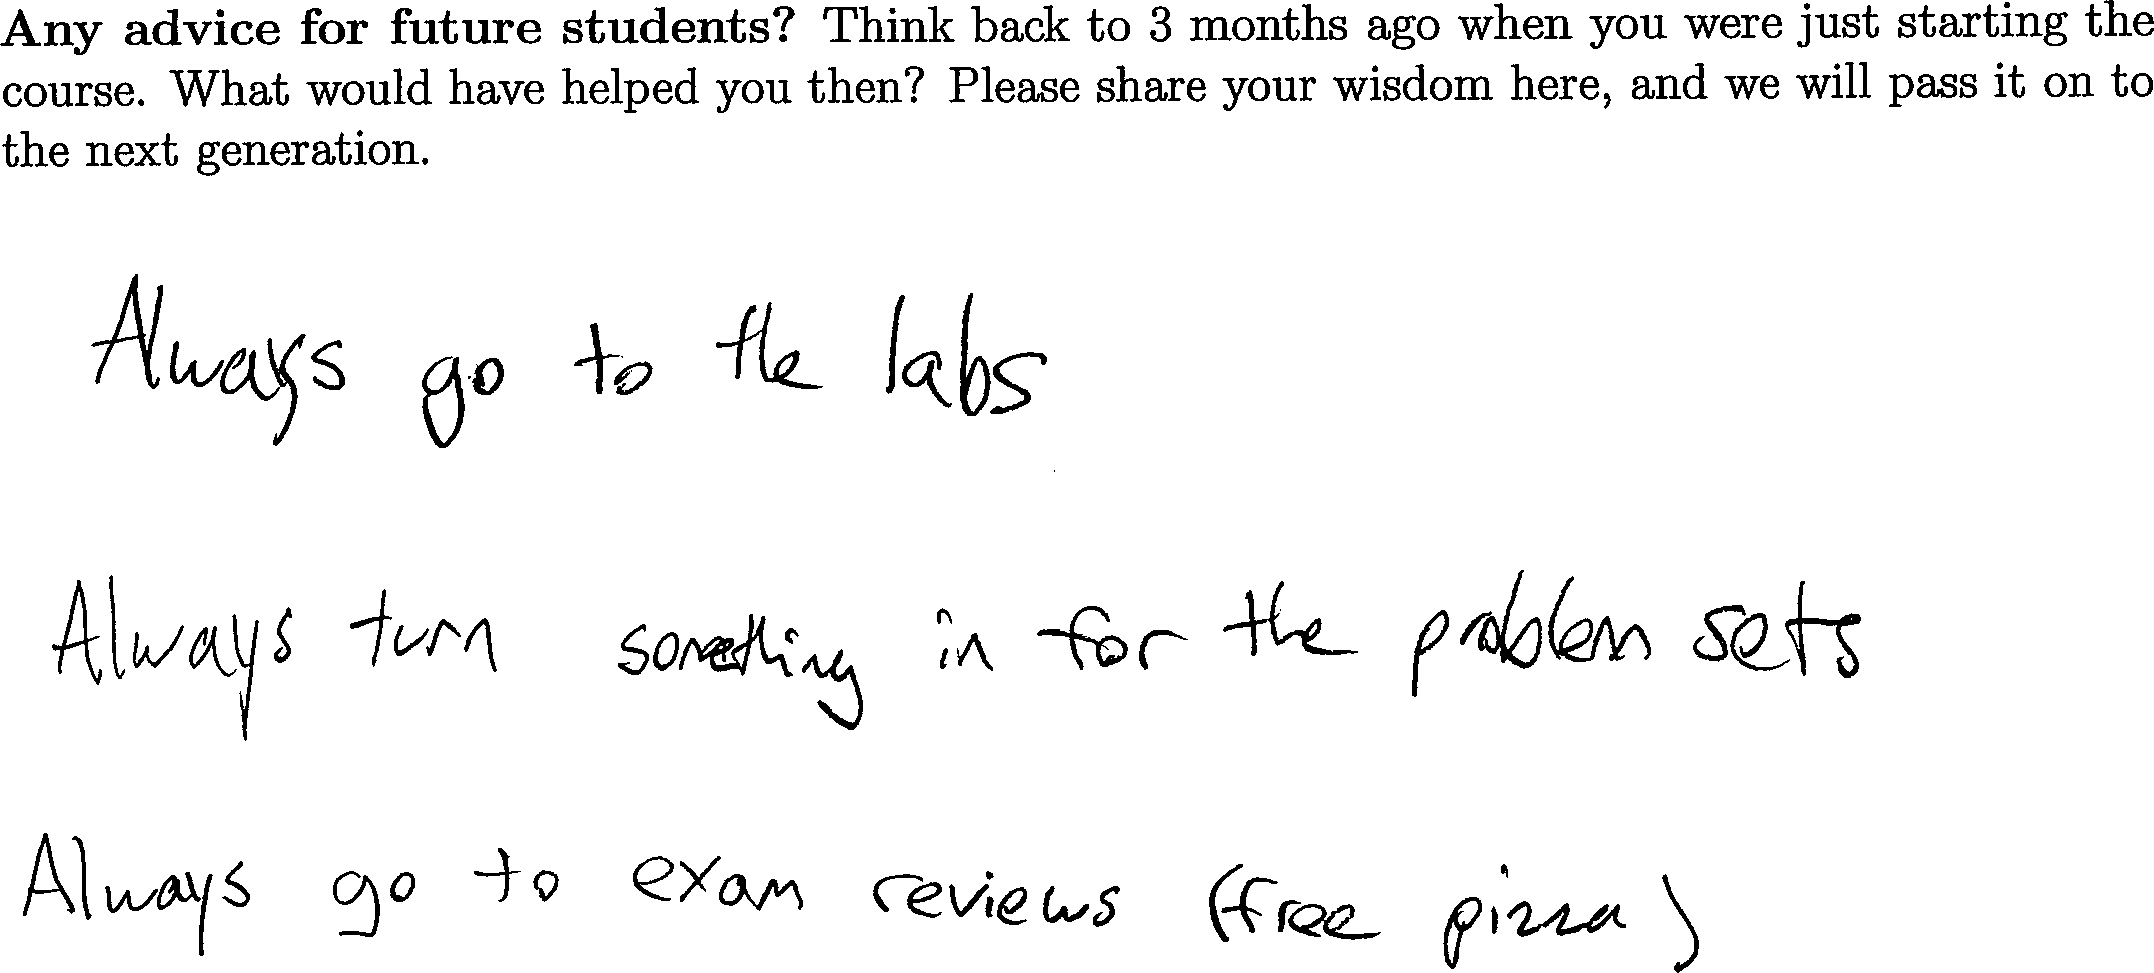 Any advice for future students? Think back to 3 months ago when you were just starting the
course. What would have helped you then? Please share your wisdom here, and we will pass it on to
the next generation.
Always go to the labs
Always turn something in for the problem sets
Always go to exam reviews (free pizza)